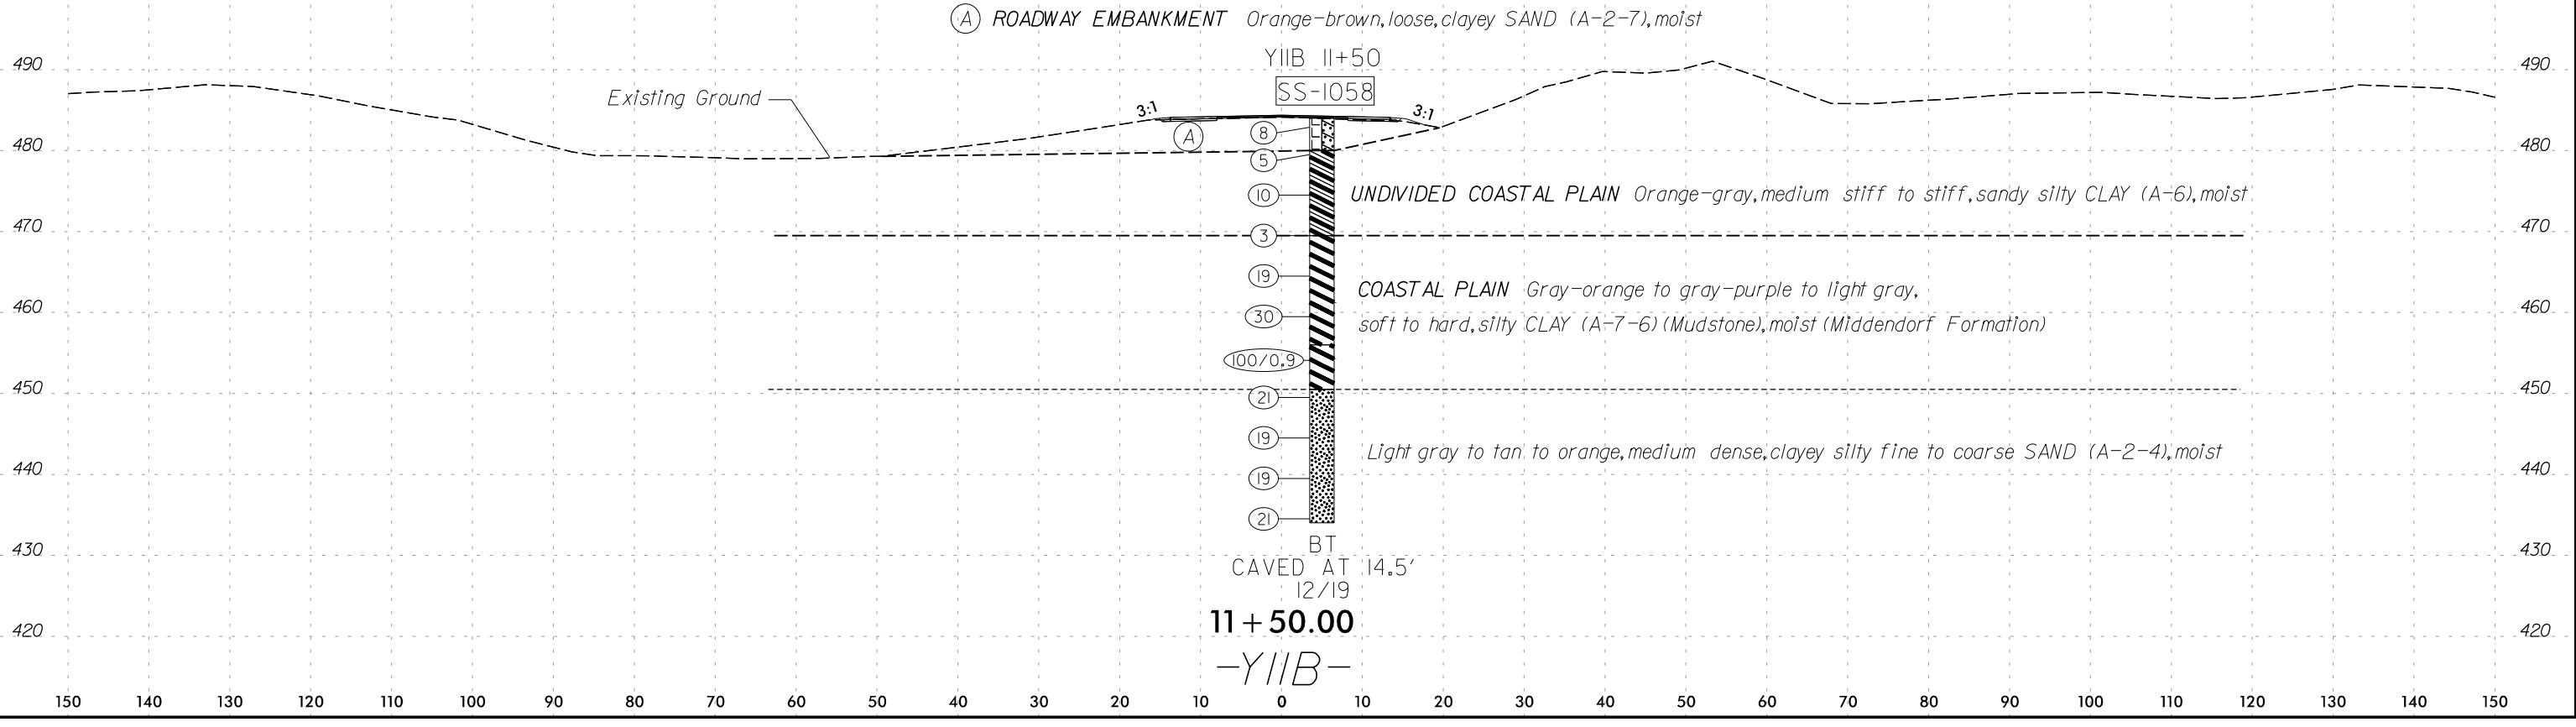 (A) ROADWAY EMBANKMENT Orange-brown, loose, clayey SAND (A-2-7), moist
Y11B 11+50
SS-1058
490
490
Existing Ground
3:1
3:1
A
8
480
480
5
10
UNDIVIDED COASTAL PLAIN Orange-gray, medium stiff to stiff, sandy silty CLAY (A-6), moist
470
3
470
19
COASTAL PLAIN Gray-orange to gray-purple to light gray,
460
30
460
soft to hard, silty CLAY (A-7-6) (Mudstone), moist (Middendorf Formation)
100/0.9
450
450
21
19
Light gray to tan to orange, medium dense, clayey silty fine to coarse SAND (A-2-4), moist
440
440
19
21
430
430
BT
CAVED AT 14.5'
12/19
11+50.00
420
420
-Y11B-
150 140 130 120 110 100 90 80 70 60 50 40 30 20 10 0 10 20 30 40 50 60 70 80 90 100 110 120 130 140 150